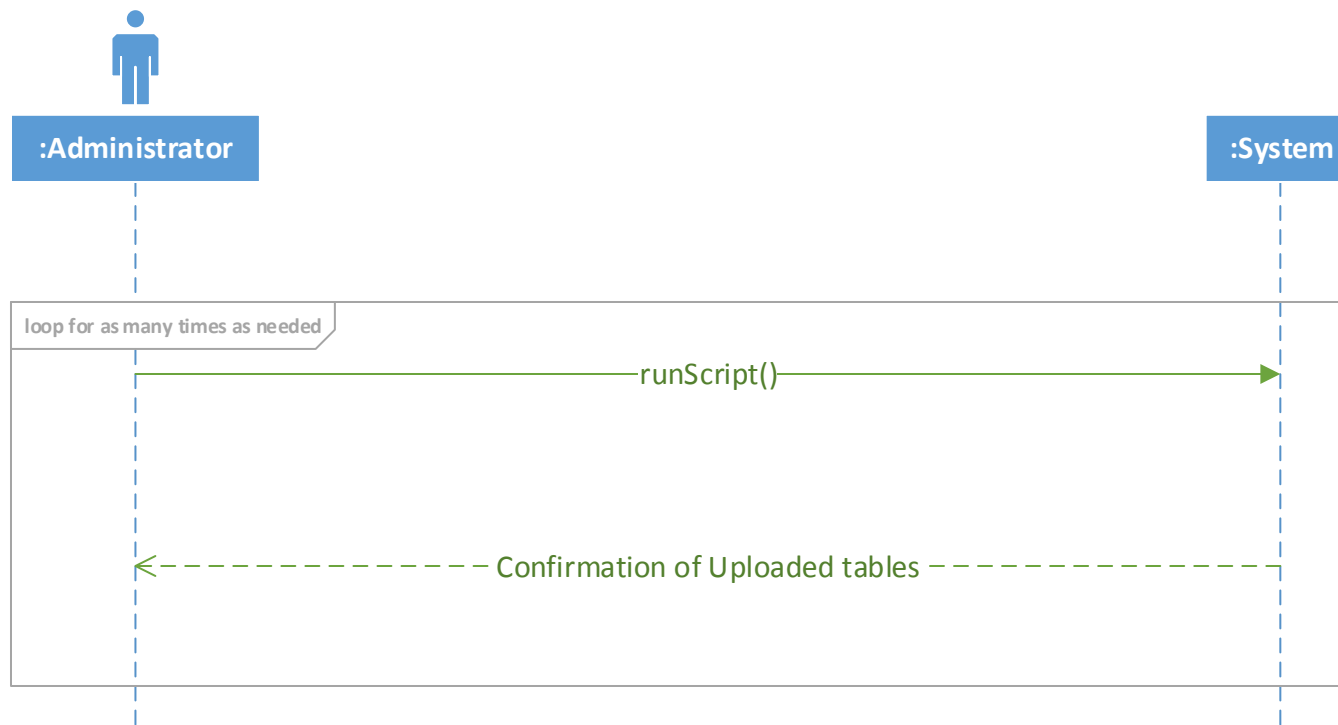 :Administrator
:System
loop for as many times as needed
runScript()
Confirmation of Uploaded tables